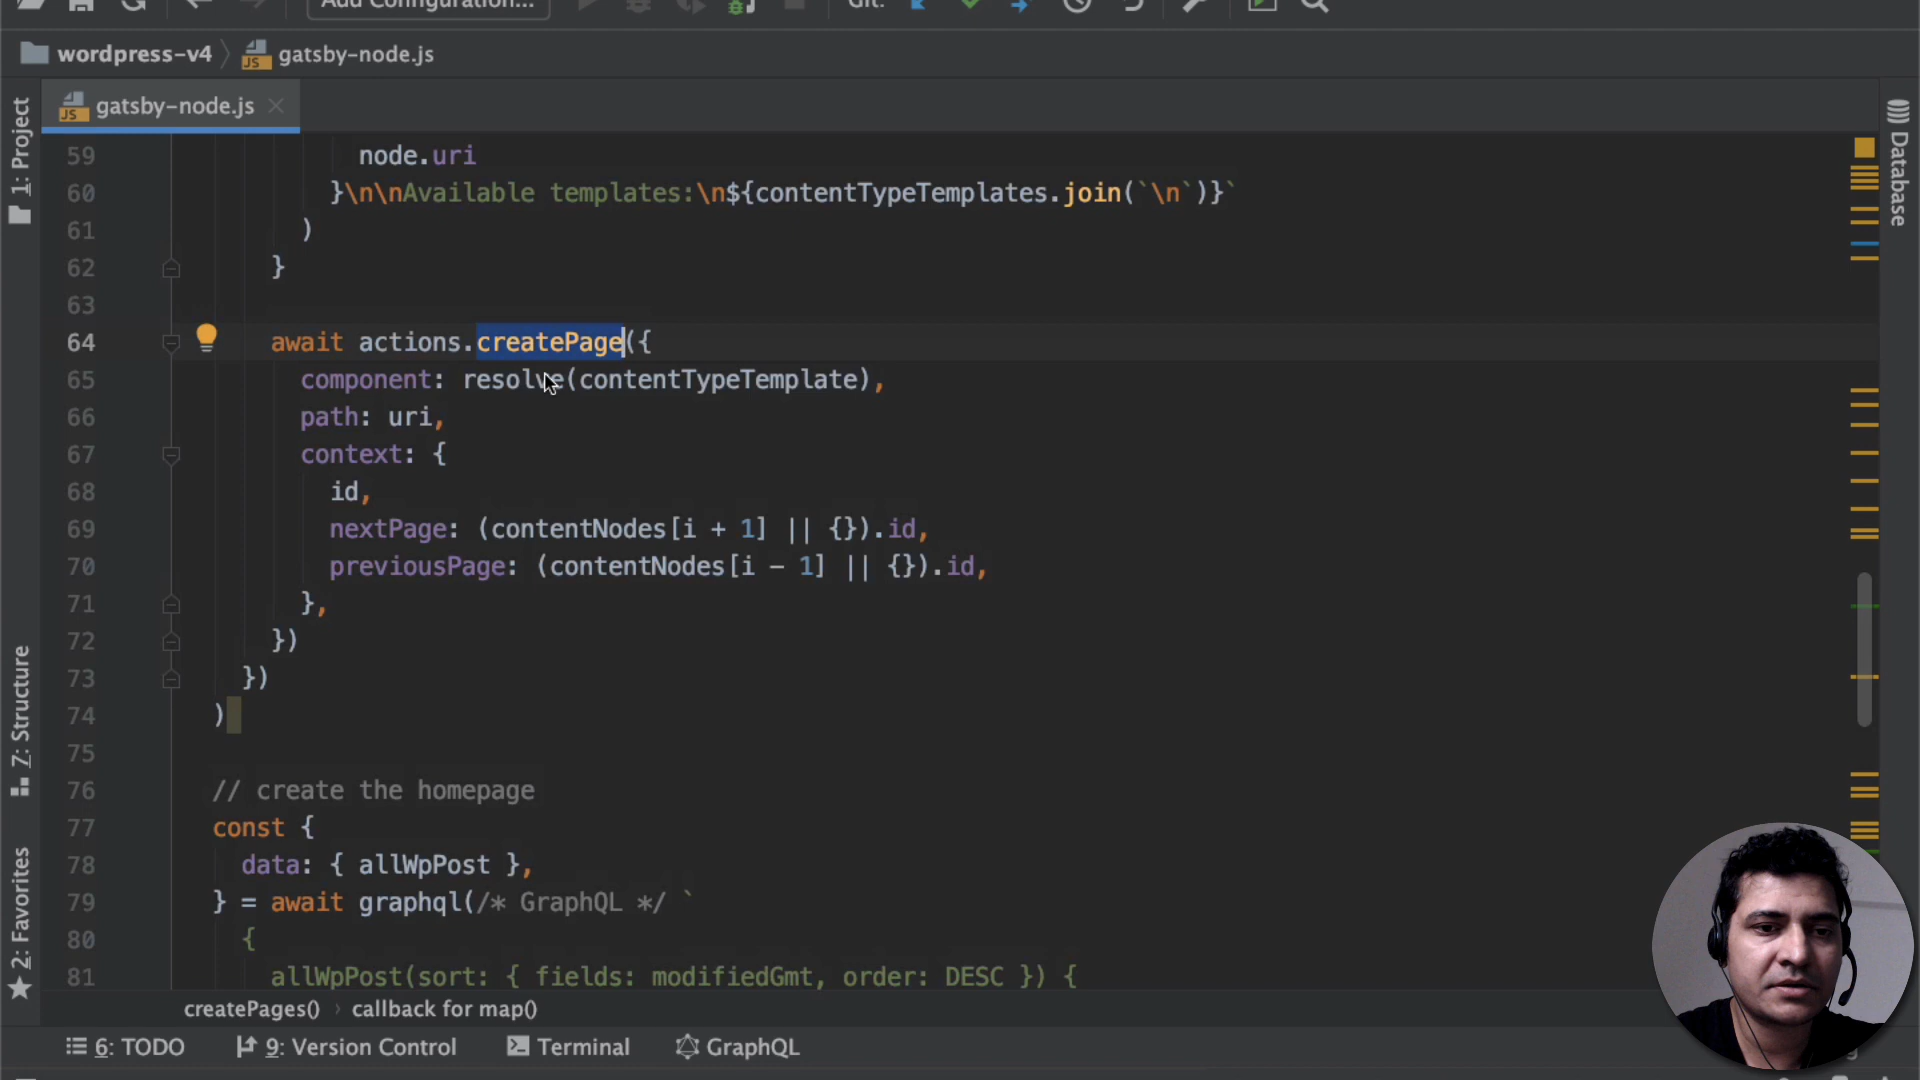 Add Configuration...
Git:
wordpress-v4
gatsby-node.js
gatsby-node.js
1: Project
7: Structure
2: Favorites
Database
59 node.uri
60 }\n\nAvailable templates:\n${contentTypeTemplates.join(`\n`)}`
61 )
62 }
63
64 await actions.createPage({
65 component: resolve(contentTypeTemplate),
66 path: uri,
67 context: {
68 id,
69 nextPage: (contentNodes[i + 1] || {}).id,
70 previousPage: (contentNodes[i - 1] || {}).id,
71 },
72 })
73 })
74 )
75
76 // create the homepage
77 const {
78 data: { allWpPost },
79 } = await graphql(/* GraphQL */ `
80 {
81 allWpPost(sort: { fields: modifiedGmt, order: DESC }) {
createPages() › callback for map()
6: TODO
9: Version Control
Terminal
GraphQL